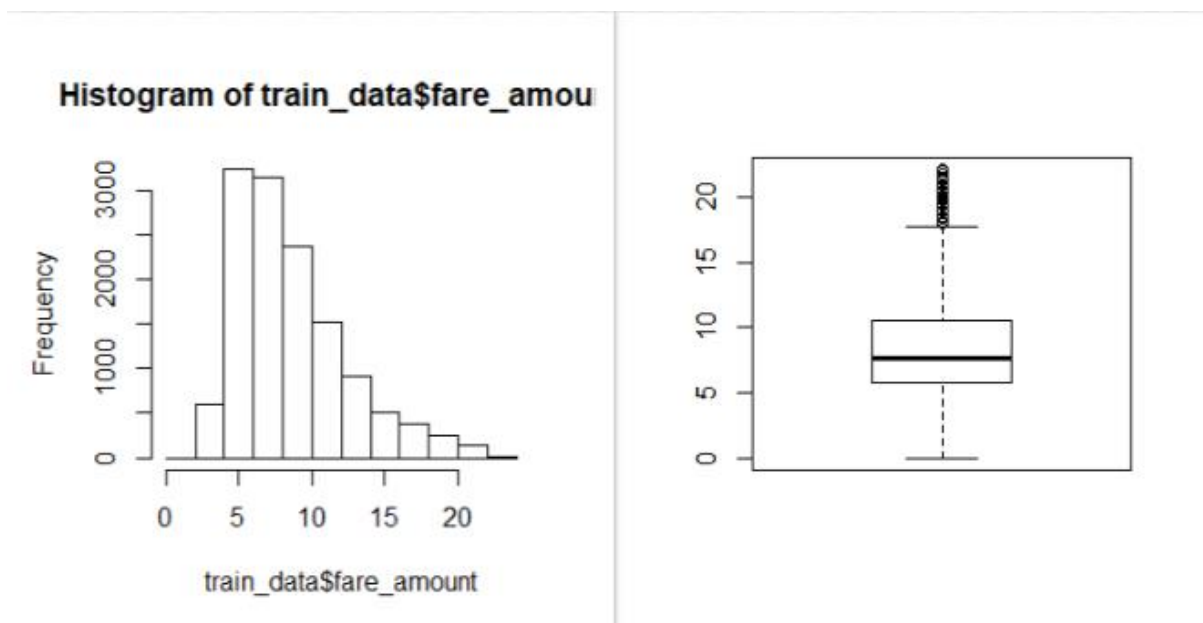 Histogram of train_data$fare_amou
Frequency
3000
2000
1000
0
0 5 10 15 20
train_data$fare_amount
20
15
10
5
0